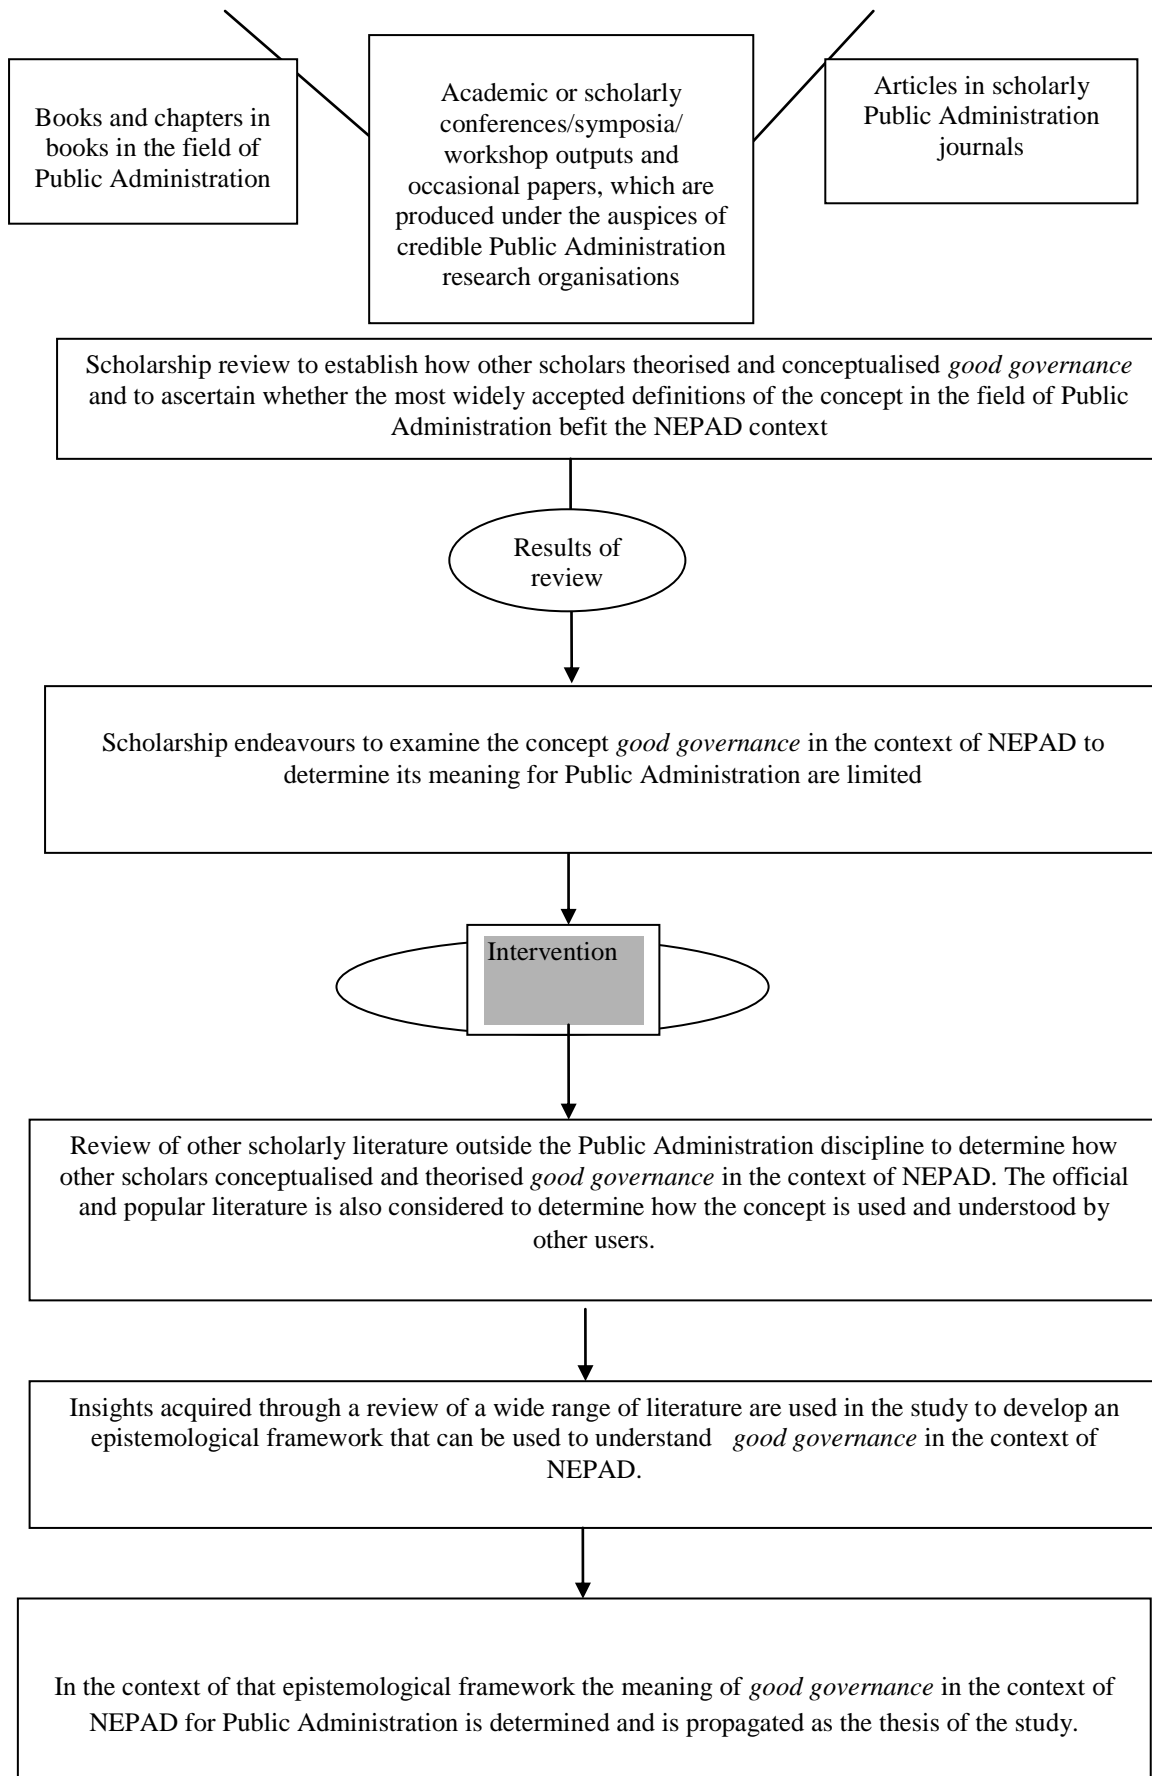 Books and chapters in
books in the field of
Public Administration
Academic or scholarly
conferences/symposia/
workshop outputs and
occasional papers, which are
produced under the auspices of
credible Public Administration
research organisations
Articles in scholarly
Public Administration
journals
Scholarship review to establish how other scholars theorised and conceptualised good governance
and to ascertain whether the most widely accepted definitions of the concept in the field of Public
Administration befit the NEPAD context
Results of
review
Scholarship endeavours to examine the concept good governance in the context of NEPAD to
determine its meaning for Public Administration are limited
Intervention
Review of other scholarly literature outside the Public Administration discipline to determine how
other scholars conceptualised and theorised good governance in the context of NEPAD. The official
and popular literature is also considered to determine how the concept is used and understood by
other users.
Insights acquired through a review of a wide range of literature are used in the study to develop an
epistemological framework that can be used to understand good governance in the context of
NEPAD.
In the context of that epistemological framework the meaning of good governance in the context of
NEPAD for Public Administration is determined and is propagated as the thesis of the study.